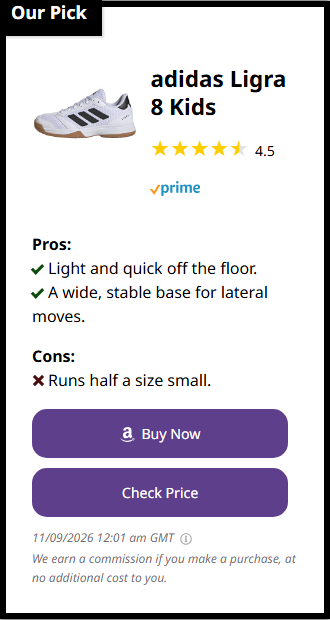 Our Pick
adidas Ligra
8 Kids
4.5
prime
Pros:
Light and quick off the floor.
A wide, stable base for lateral
moves.
Cons:
Runs half a size small.
Buy Now
Check Price
11/09/2026 12:01 am GMT
We earn a commission if you make a purchase, at
no additional cost to you.